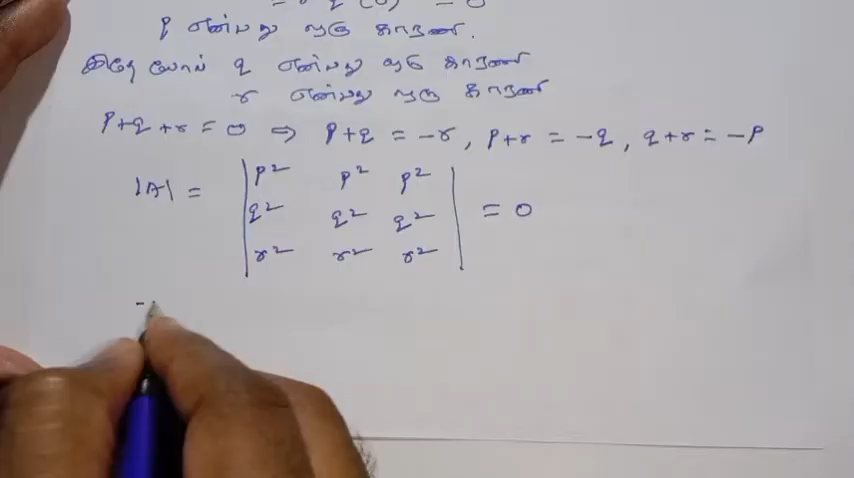 p என்பது ஒரு காரணி.
இதே போல் q என்பது ஒரு காரணி
r என்பது ஒரு காரணி
p+q+r=0 ⇒ p+q = -r, p+r = -q, q+r = -p
|A| = | p² p² p² |
| q² q² q² | = 0
| r² r² r² |